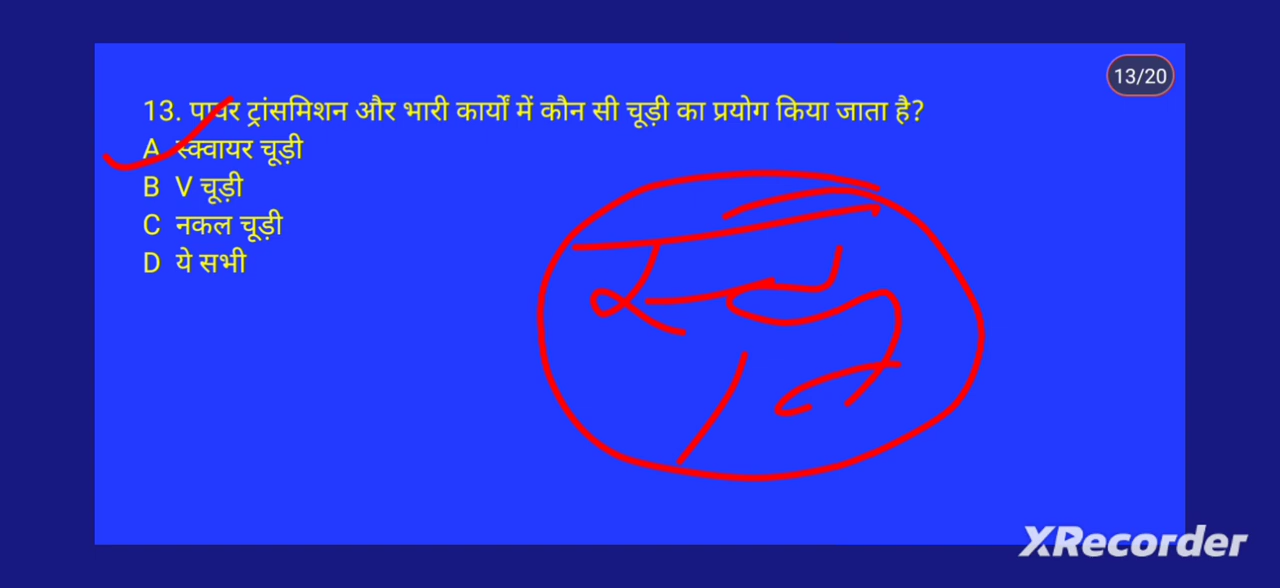 13/20
13. पावर ट्रांसमिशन और भारी कार्यों में कौन सी चूड़ी का प्रयोग किया जाता है?
A स्क्वायर चूड़ी
B V चूड़ी
C नकल चूड़ी
D ये सभी
XRecorder